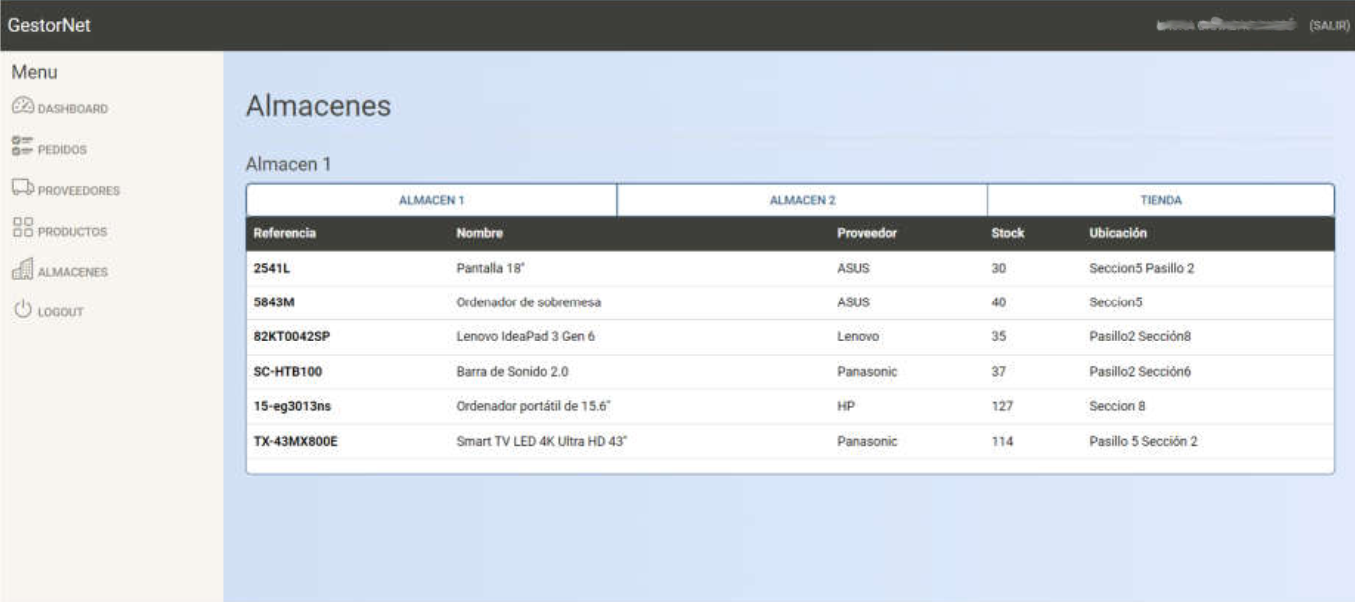 GestorNet
(SALIR)
Menu
DASHBOARD
PEDIDOS
PROVEEDORES
PRODUCTOS
ALMACENES
LOGOUT
Almacenes
Almacen 1
ALMACEN 1 ALMACEN 2 TIENDA
Referencia Nombre Proveedor Stock Ubicación
2541L Pantalla 18" ASUS 30 Seccion5 Pasillo 2
5843M Ordenador de sobremesa ASUS 40 Seccion5
82KT0042SP Lenovo IdeaPad 3 Gen 6 Lenovo 35 Pasillo2 Sección8
SC-HTB100 Barra de Sonido 2.0 Panasonic 37 Pasillo2 Sección6
15-eg3013ns Ordenador portátil de 15.6" HP 127 Seccion 8
TX-43MX800E Smart TV LED 4K Ultra HD 43" Panasonic 114 Pasillo 5 Sección 2